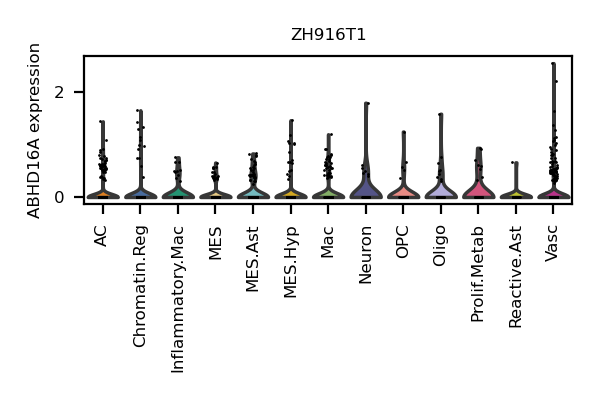 ZH916T1
ABHD16A expression
2
0
AC
Chromatin.Reg
Inflammatory.Mac
MES
MES.Ast
MES.Hyp
Mac
Neuron
OPC
Oligo
Prolif.Metab
Reactive.Ast
Vasc